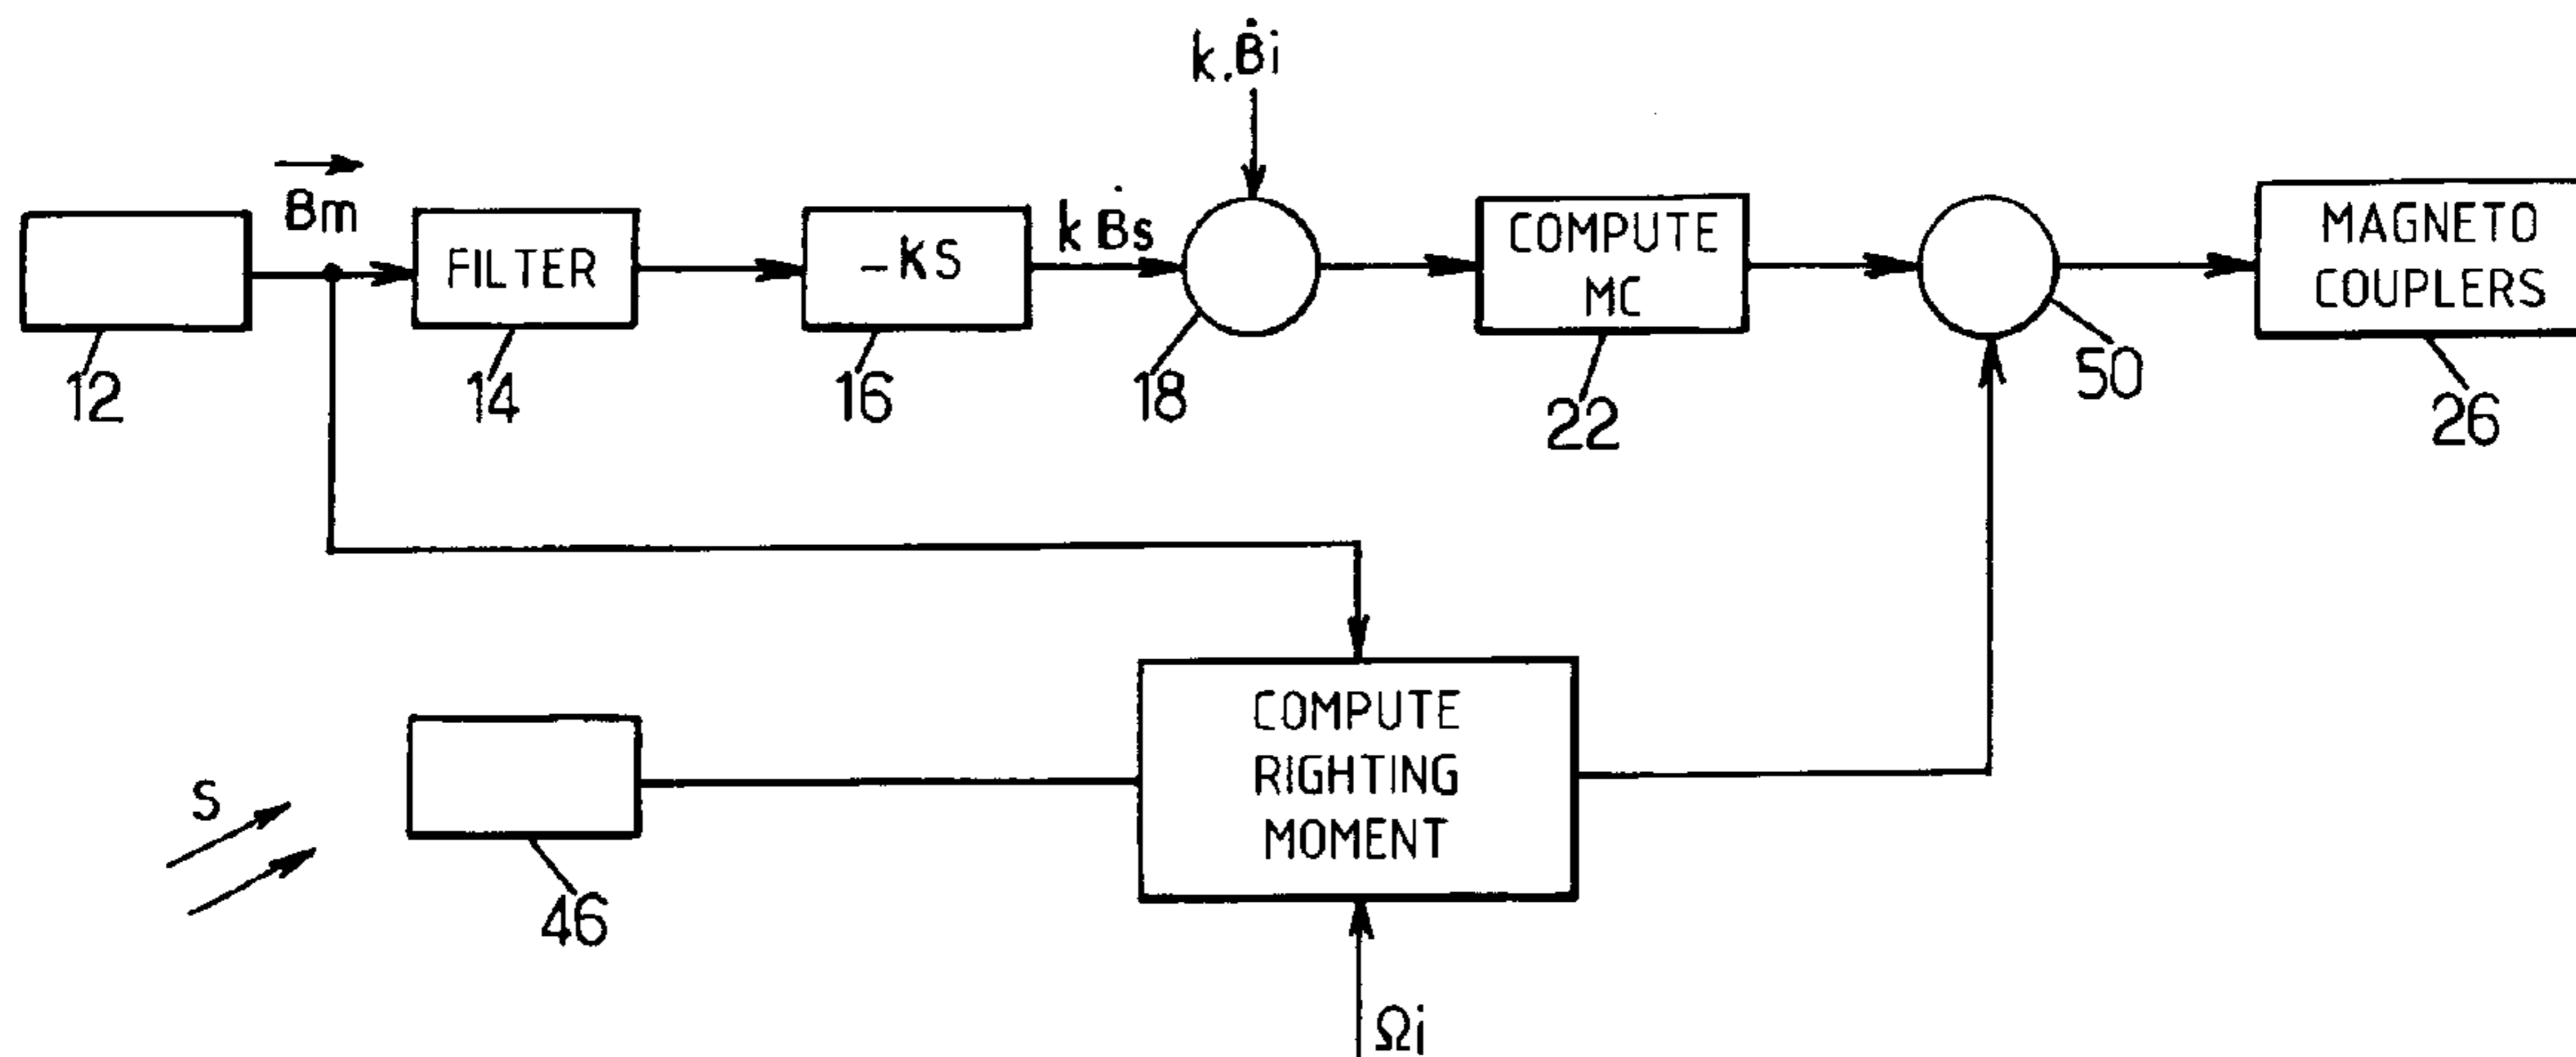 k.Ḃi
Bm
FILTER
-KS
k Ḃs
COMPUTE
MC
MAGNETO
COUPLERS
12
14
16
18
22
50
26
COMPUTE
RIGHTING
MOMENT
S
46
Ωi